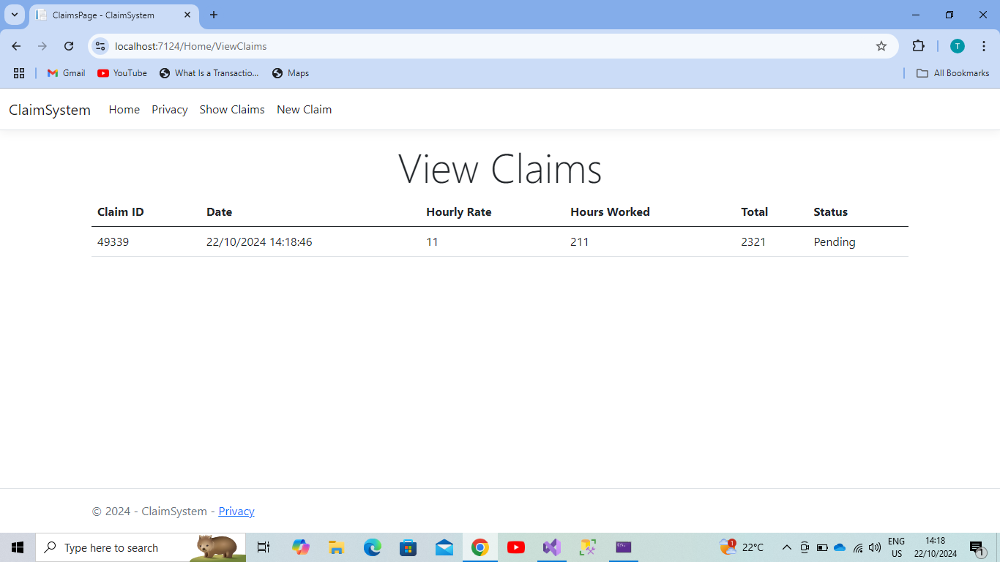 ClaimsPage - ClaimSystem
localhost:7124/Home/ViewClaims
T
Gmail YouTube What Is a Transactio... Maps All Bookmarks
ClaimSystem Home Privacy Show Claims New Claim
View Claims
Claim ID Date Hourly Rate Hours Worked Total Status
49339 22/10/2024 14:18:46 11 211 2321 Pending
© 2024 - ClaimSystem - Privacy
Type here to search 1 22°C ENG US 14:18 22/10/2024 1